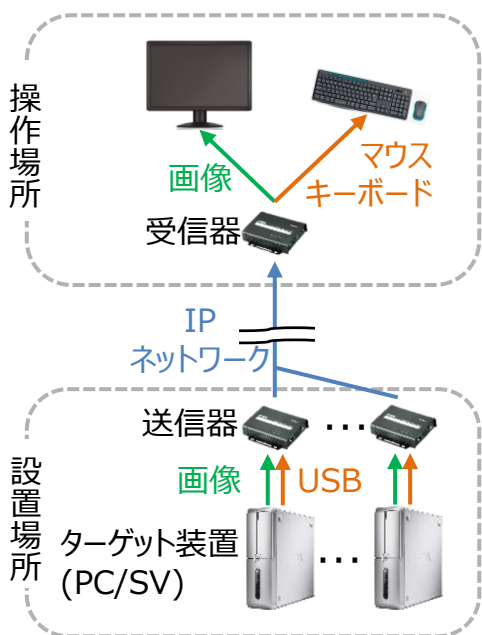 操作場所
画像
マウス
キーボード
受信器
IP
ネットワーク
送信器
...
設置場所
画像
USB
ターゲット装置
(PC/SV)
...